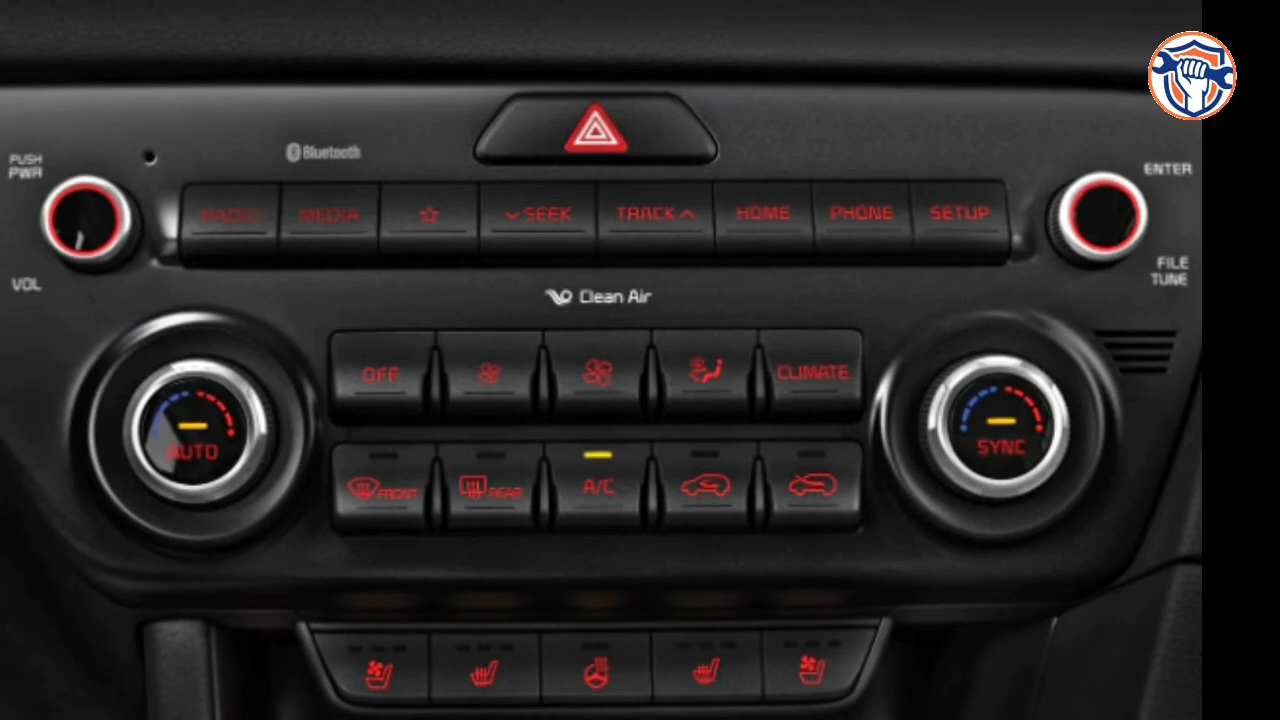 PUSH
PWR
Bluetooth
ENTER
RADIO
MEDIA
SEEK
TRACK
HOME
PHONE
SETUP
VOL
FILE
TUNE
Clean Air
OFF
CLIMATE
AUTO
SYNC
FRONT
REAR
A/C